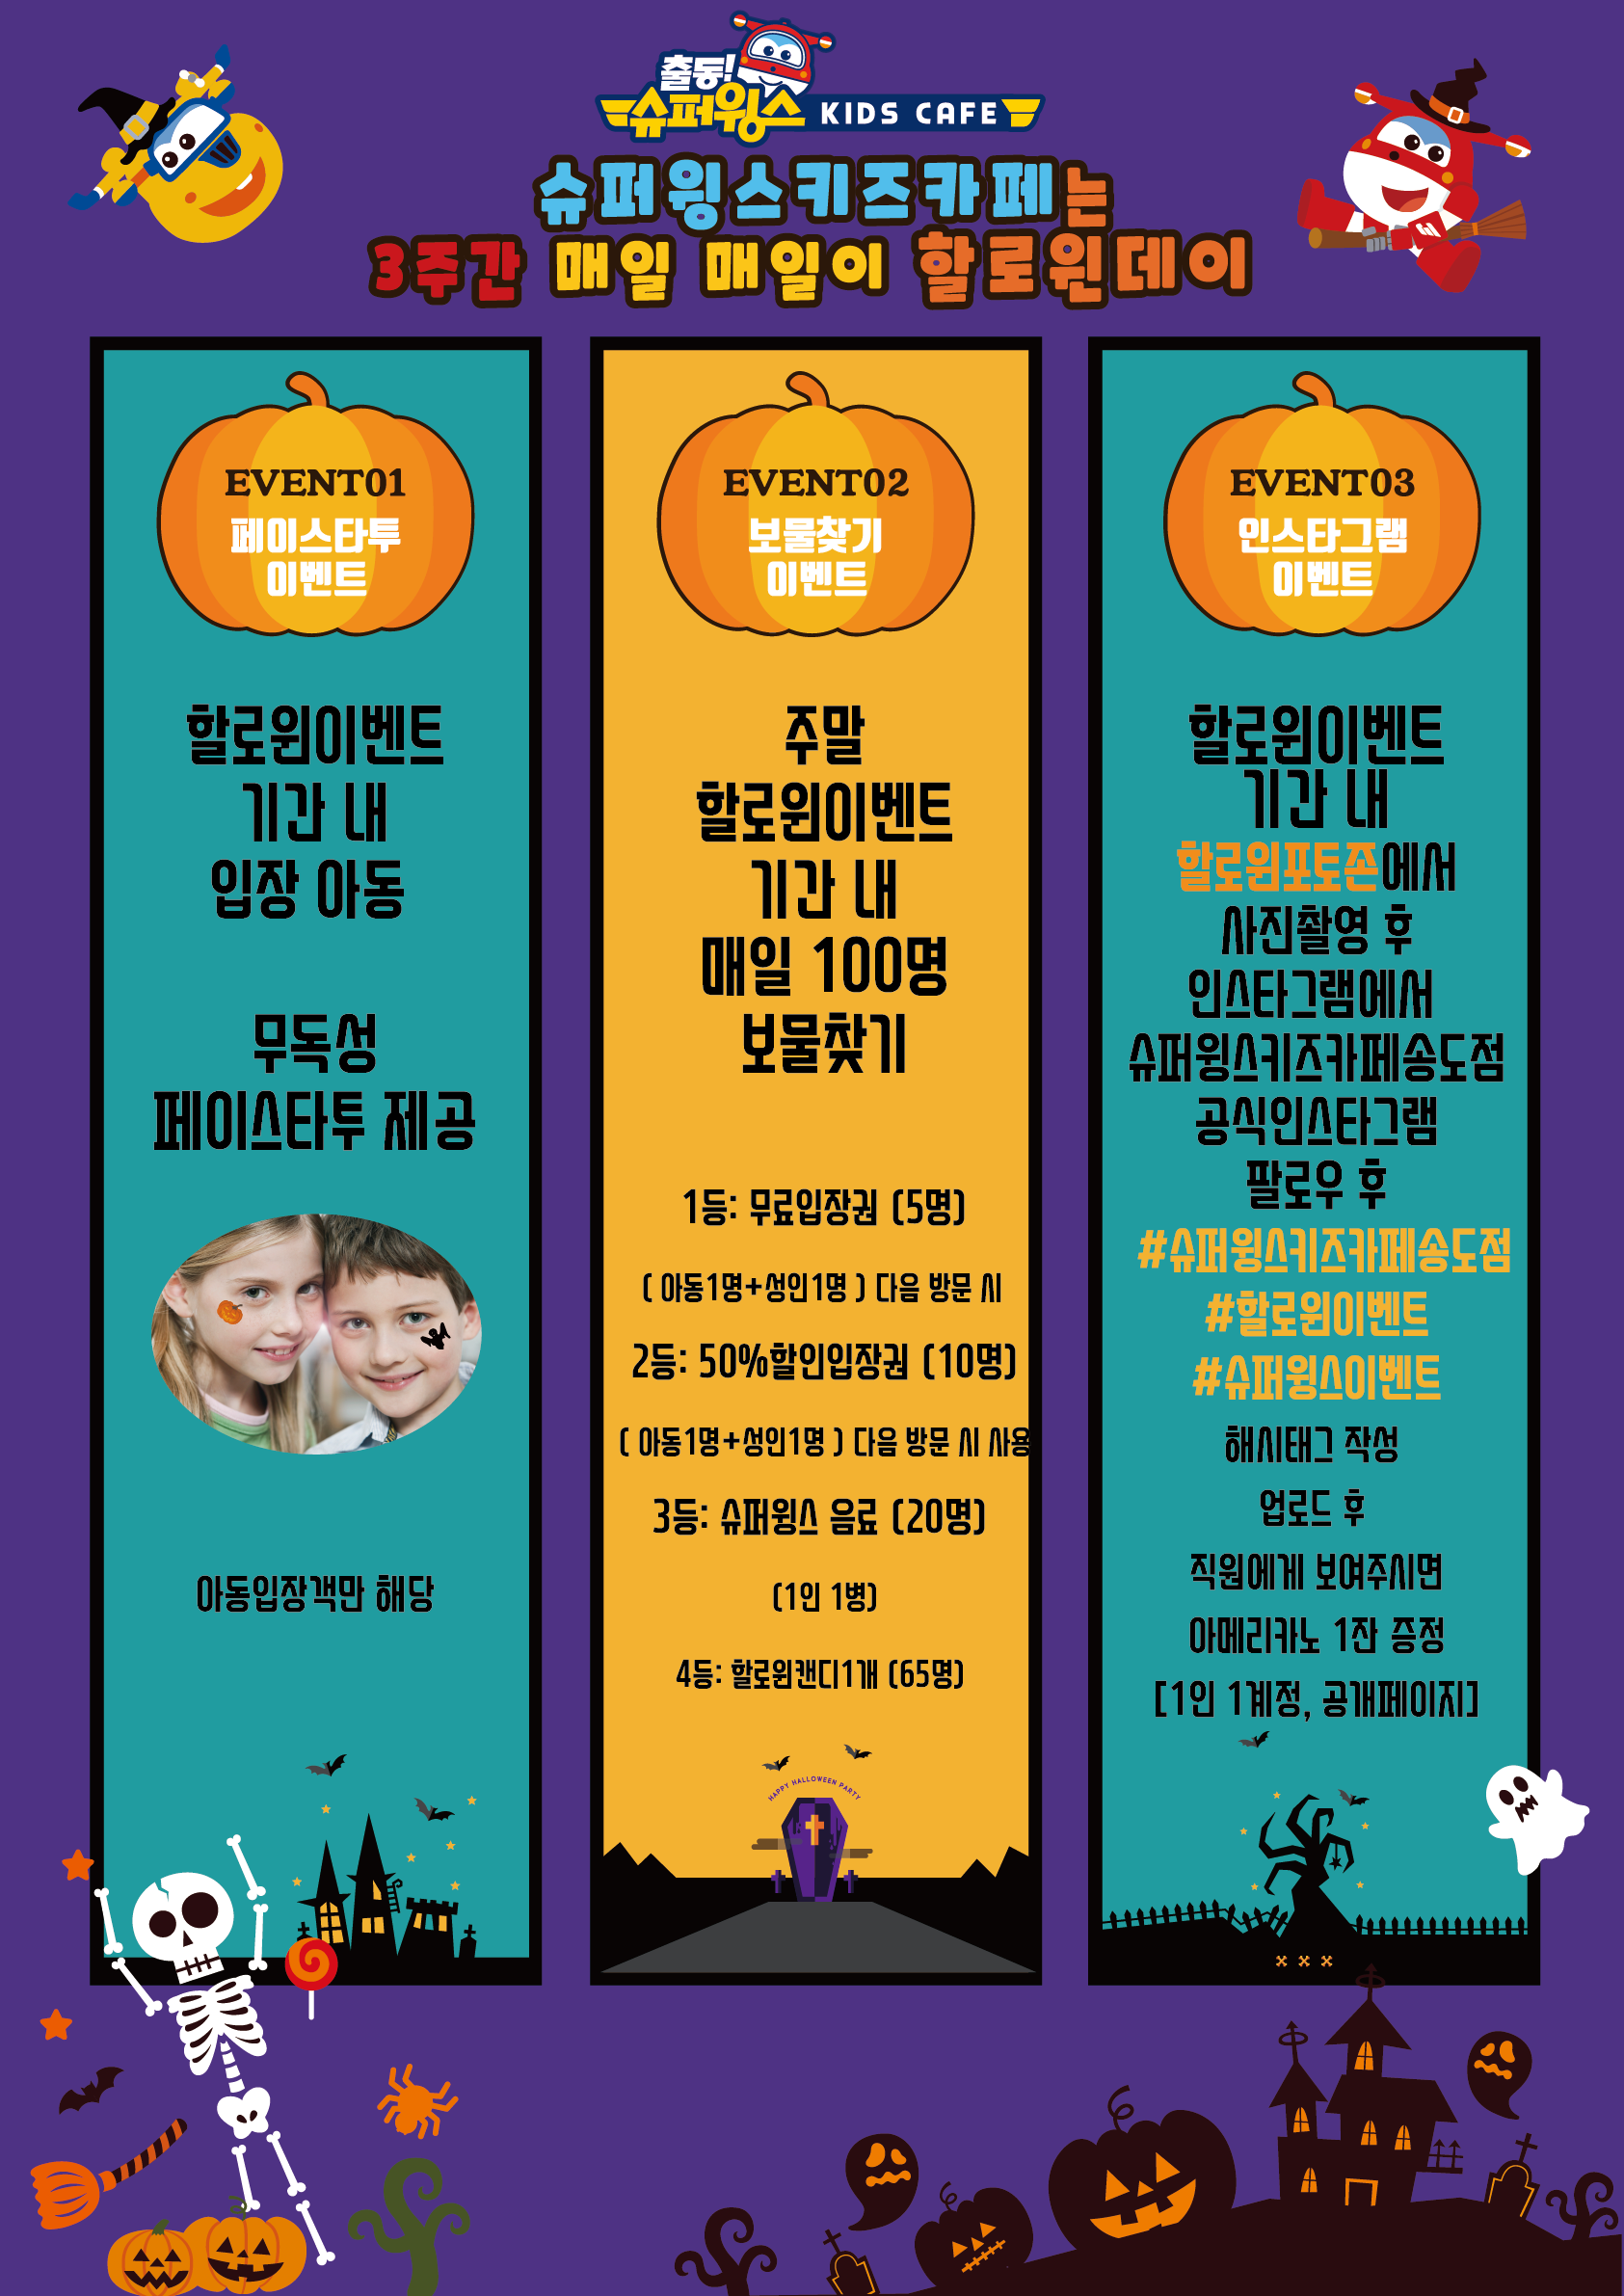 출동!
슈퍼윙스 KIDS CAFE
슈퍼윙스키즈카페는
3주간 매일 매일이 할로윈데이
EVENT01
페이스타투
이벤트
할로윈이벤트
기간 내
입장 아동
무독성
페이스타투 제공
아동입장객만 해당
EVENT02
보물찾기
이벤트
주말
할로윈이벤트
기간 내
매일 100명
보물찾기
1등: 무료입장권 (5명)
( 아동1명+성인1명 ) 다음 방문 시
2등: 50%할인입장권 (10명)
( 아동1명+성인1명 ) 다음 방문 시 사용
3등: 슈퍼윙스 음료 (20명)
(1인 1병)
4등: 할로윈캔디1개 (65명)
HAPPY HALLOWEEN PARTY
EVENT03
인스타그램
이벤트
할로윈이벤트
기간 내
할로윈포토존에서
사진촬영 후
인스타그램에서
슈퍼윙스키즈카페송도점
공식인스타그램
팔로우 후
#슈퍼윙스키즈카페송도점
#할로윈이벤트
#슈퍼윙스이벤트
해시태그 작성
업로드 후
직원에게 보여주시면
아메리카노 1잔 증정
[1인 1계정, 공개페이지]